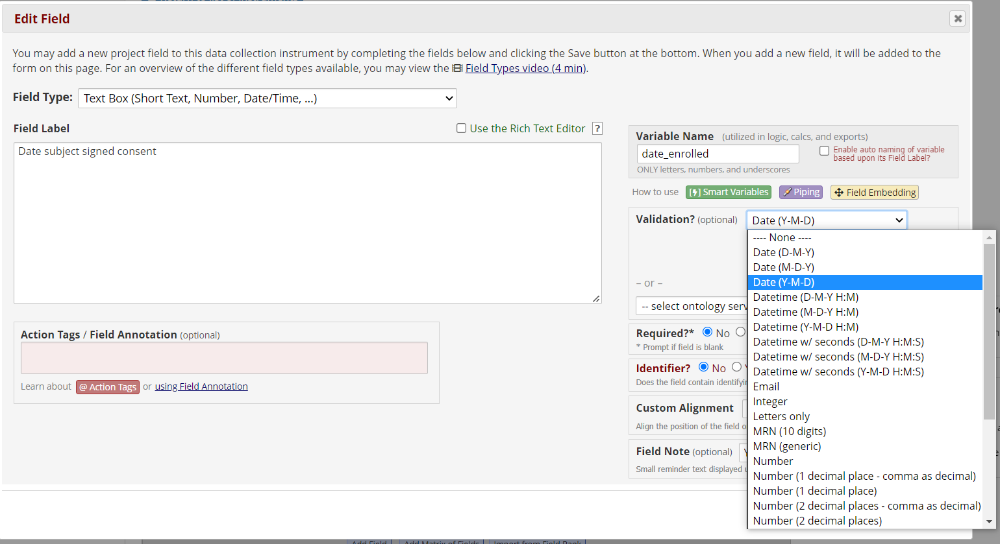 Edit Field
You may add a new project field to this data collection instrument by completing the fields below and clicking the Save button at the bottom. When you add a new field, it will be added to the
form on this page. For an overview of the different field types available, you may view the Field Types video (4 min).
Field Type: Text Box (Short Text, Number, Date/Time, ...)
Field Label
Use the Rich Text Editor ?
Date subject signed consent
Action Tags / Field Annotation (optional)
Learn about @ Action Tags or using Field Annotation
Variable Name (utilized in logic, calcs, and exports)
date_enrolled
Enable auto naming of variable
based upon its Field Label?
ONLY letters, numbers, and underscores
How to use Smart Variables Piping Field Embedding
Validation? (optional) Date (Y-M-D)
---- None ----
Date (D-M-Y)
Date (M-D-Y)
Date (Y-M-D)
Datetime (D-M-Y H:M)
Datetime (M-D-Y H:M)
Datetime (Y-M-D H:M)
Datetime w/ seconds (D-M-Y H:M:S)
Datetime w/ seconds (M-D-Y H:M:S)
Datetime w/ seconds (Y-M-D H:M:S)
Email
Integer
Letters only
MRN (10 digits)
MRN (generic)
Number
Number (1 decimal place - comma as decimal)
Number (1 decimal place)
Number (2 decimal places - comma as decimal)
Number (2 decimal places)
– or –
-- select ontology serv
Required?* No
* Prompt if field is blank
Identifier? No
Does the field contain identifyi
Custom Alignment
Align the position of the field o
Field Note (optional)
Small reminder text displayed
Add Field Add Matrix of Fields Import from Field Bank